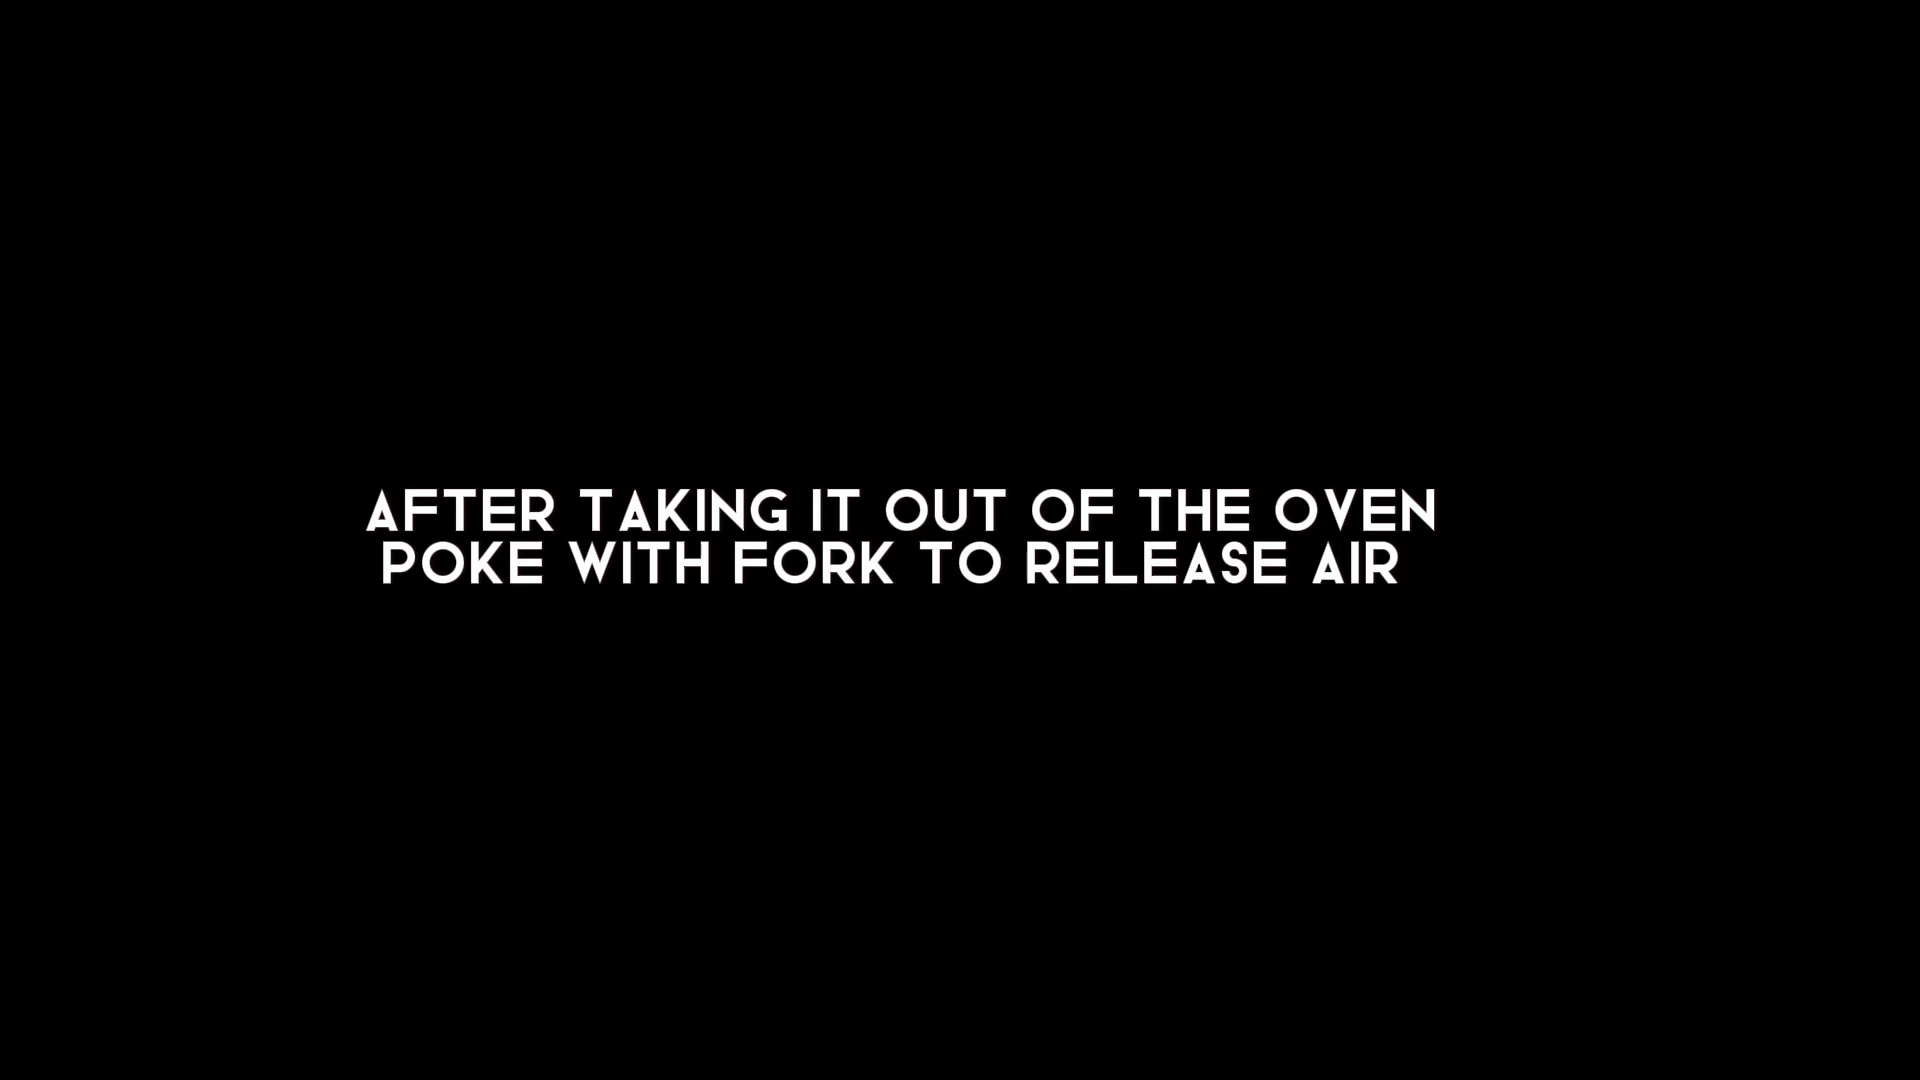 AFTER TAKING IT OUT OF THE OVEN
POKE WITH FORK TO RELEASE AIR